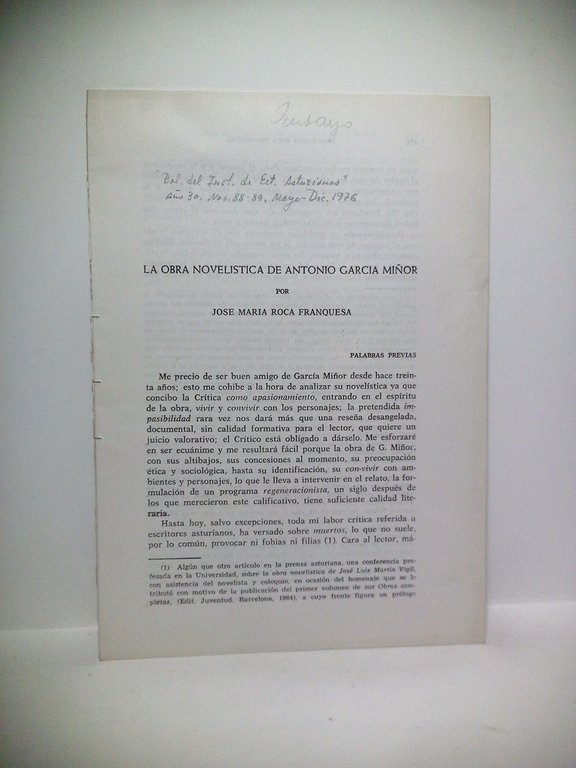 Ensayo
"Bol. del Inst. de Est. Asturianos"
Año 30. Nos. 88-89. Mayo-Dic. 1976
LA OBRA NOVELISTICA DE ANTONIO GARCIA MIÑOR
POR
JOSE MARIA ROCA FRANQUESA
PALABRAS PREVIAS
Me precio de ser buen amigo de García Miñor desde hace trein-
ta años; esto me cohibe a la hora de analizar su novelística ya que
concibo la Crítica como apasionamiento, entrando en el espíritu
de la obra, vivir y convivir con los personajes; la pretendida im-
pasibilidad rara vez nos dará más que una reseña desangelada,
documental, sin calidad formativa para el lector, que quiere un
juicio valorativo; el Crítico está obligado a dárselo. Me esforzaré
en ser ecuánime y me resultará fácil porque la obra de G. Miñor,
con sus altibajos, sus concesiones al momento, su preocupación
ética y sociológica, hasta su identificación, su con-vivir con am-
bientes y personajes, lo que le lleva a intervenir en el relato, la for-
mulación de un programa regeneracionista, un siglo después de
los que merecieron este calificativo, tiene suficiente calidad lite-
raria.
Hasta hoy, salvo excepciones, toda mi labor crítica referida a
escritores asturianos, ha versado sobre muertos, lo que no suele,
por lo común, provocar ni fobias ni filias (1). Cara al lector, má-
(1) Algún que otro artículo en la prensa asturiana, una conferencia pro-
fesada en la Universidad, sobre la obra novelística de José Luis Martín Vigil,
con asistencia del novelista y coloquio, en ocasión del homenaje que se le
tributó con motivo de la publicación del primer volumen de sus Obras com-
pletas, (Edit. Juventud, Barcelona, 1964), a cuyo frente figura un prólogo